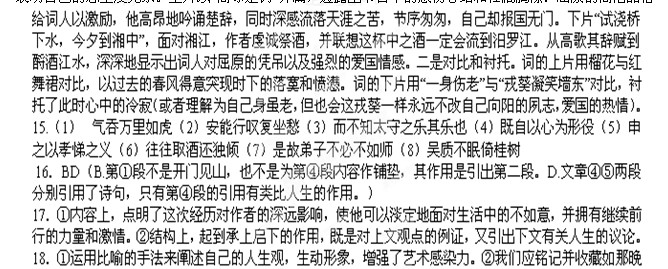 给词人以激励，他高昂地吟诵楚辞，同时深感流落天涯之苦，节序匆匆，自己却报国无门。下片“试浇桥
下水，今夕到湘中”，面对湘江，作者虔诚祭酒，并联想这杯中之酒一定会流到汨罗江。从高歌其辞赋到
酹酒江水，深深地显示出词人对屈原的凭吊以及强烈的爱国情感。二是对比和衬托。词的上片用榴花与红
舞裙对比，以过去的春风得意突现时下的落寞和愤懑。词的下片用“一身伤老”与“戎葵凝笑墙东”对比，衬
托了此时心中的冷寂(或者理解为自己身虽老，但也会这戎葵一样永远不改自己向阳的夙志，爱国的热情)。
15．(1) 气吞万里如虎（2）安能行叹复坐愁（3）而不知太守之乐其乐也（4）既自以心为形役（5）申
之以孝悌之义（6）往往取酒还独倾（7）是故弟子不必不如师（8）吴质不眠倚桂树
16．BD（B.第①段不是开门见山，也不是为第④段内容作铺垫，其作用是引出第二段。D.文章④⑤两段
分别引用了诗句，只有第④段的引用有类比人生的作用。）
17．①内容上，点明了这次经历对作者的深远影响，使他可以淡定地面对生活中的不如意，并拥有继续前
行的力量和激情。②结构上，起到承上启下的作用，既是对上文观点的例证，又引出下文有关人生的议论。
18．①运用比喻的手法来阐述自己的人生观，生动形象，增强了艺术感染力。②我们应铭记并收藏如那晚